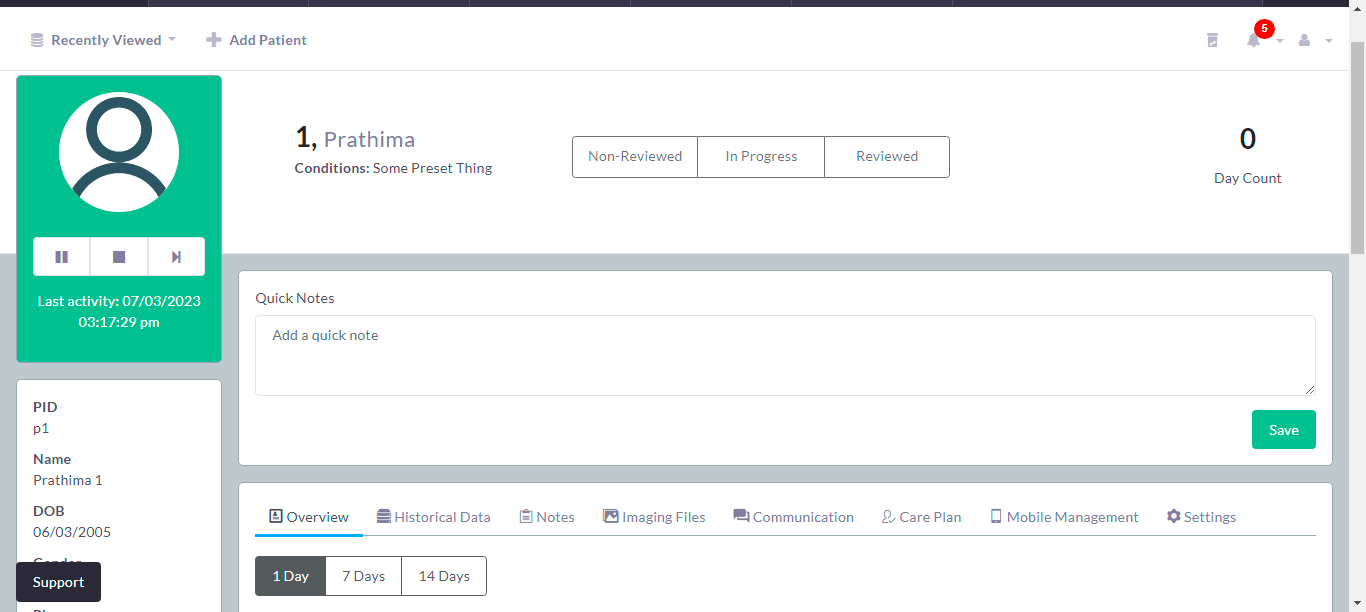 Recently Viewed
Add Patient
5
1, Prathima
Conditions: Some Preset Thing
Non-Reviewed
In Progress
Reviewed
0
Day Count
Last activity: 07/03/2023
03:17:29 pm
Quick Notes
Add a quick note
Save
PID
p1
Name
Prathima 1
DOB
06/03/2005
Support
Overview
Historical Data
Notes
Imaging Files
Communication
Care Plan
Mobile Management
Settings
1 Day
7 Days
14 Days